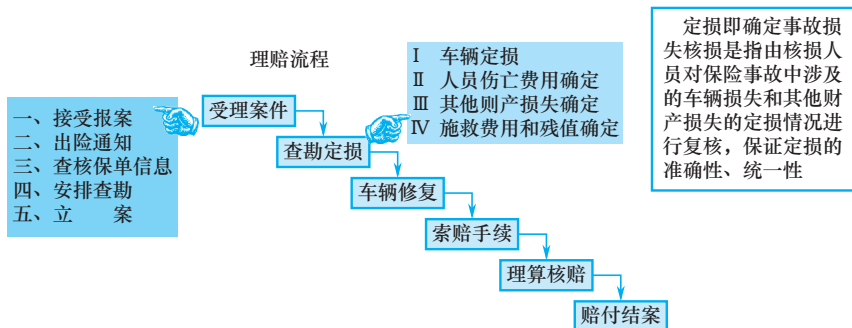 理赔流程
一、接受报案
二、出险通知
三、查核保单信息
四、安排查勘
五、立　　案
受理案件
Ⅰ 车辆定损
Ⅱ 人员伤亡费用确定
Ⅲ 其他财产损失确定
Ⅳ 施救费用和残值确定
查勘定损
车辆修复
索赔手续
理算核赔
赔付结案
定损即确定事故损
失核损是指由核损人
员对保险事故中涉及
的车辆损失和其他财
产损失的定损情况进
行复核，保证定损的
准确性、统一性